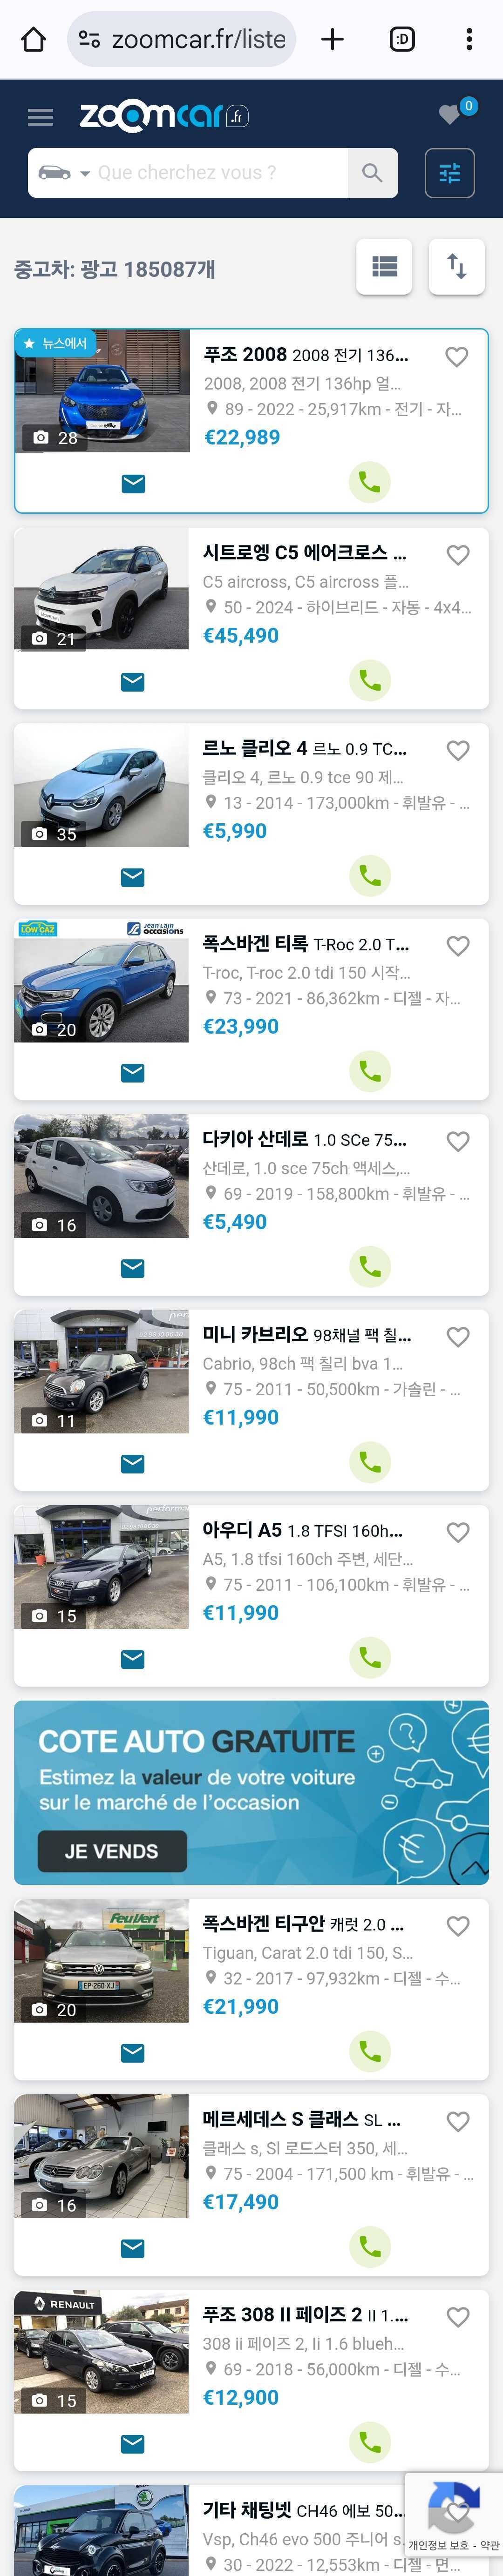 zoomcar.fr/liste
:D
zoomcar .fr
0
Que cherchez vous ?
중고차: 광고 185087개
뉴스에서
28
푸조 2008 2008 전기 136...
2008, 2008 전기 136hp 얼...
89 - 2022 - 25,917km - 전기 - 자...
€22,989
21
시트로엥 C5 에어크로스 ...
C5 aircross, C5 aircross 플...
50 - 2024 - 하이브리드 - 자동 - 4x4...
€45,490
35
르노 클리오 4 르노 0.9 TC...
클리오 4, 르노 0.9 tce 90 제...
13 - 2014 - 173,000km - 휘발유 - ...
€5,990
LOW CAZ
Jean Lain
occasions
20
폭스바겐 티록 T-Roc 2.0 T...
T-roc, T-roc 2.0 tdi 150 시작...
73 - 2021 - 86,362km - 디젤 - 자...
€23,990
16
다키아 산데로 1.0 SCe 75...
산데로, 1.0 sce 75ch 액세스,...
69 - 2019 - 158,800km - 휘발유 - ...
€5,490
11
미니 카브리오 98채널 팩 칠...
Cabrio, 98ch 팩 칠리 bva 1...
75 - 2011 - 50,500km - 가솔린 - ...
€11,990
15
아우디 A5 1.8 TFSI 160h...
A5, 1.8 tfsi 160ch 주변, 세단...
75 - 2011 - 106,100km - 휘발유 - ...
€11,990
COTE AUTO GRATUITE
Estimez la valeur de votre voiture
sur le marché de l'occasion
JE VENDS
Feu Vert
EP-260 XJ
20
폭스바겐 티구안 캐럿 2.0 ...
Tiguan, Carat 2.0 tdi 150, S...
32 - 2017 - 97,932km - 디젤 - 수...
€21,990
16
메르세데스 S 클래스 SL ...
클래스 s, Sl 로드스터 350, 세...
75 - 2004 - 171,500 km - 휘발유 - ...
€17,490
RENAULT
15
푸조 308 II 페이즈 2 II 1....
308 ii 페이즈 2, Ii 1.6 blueh...
69 - 2018 - 56,000km - 디젤 - 수...
€12,900
기타 채팅넷 CH46 에보 50...
Vsp, Ch46 evo 500 주니어 s...
30 - 2022 - 12,553km - 디젤 - 면...
개인정보 보호 - 약관